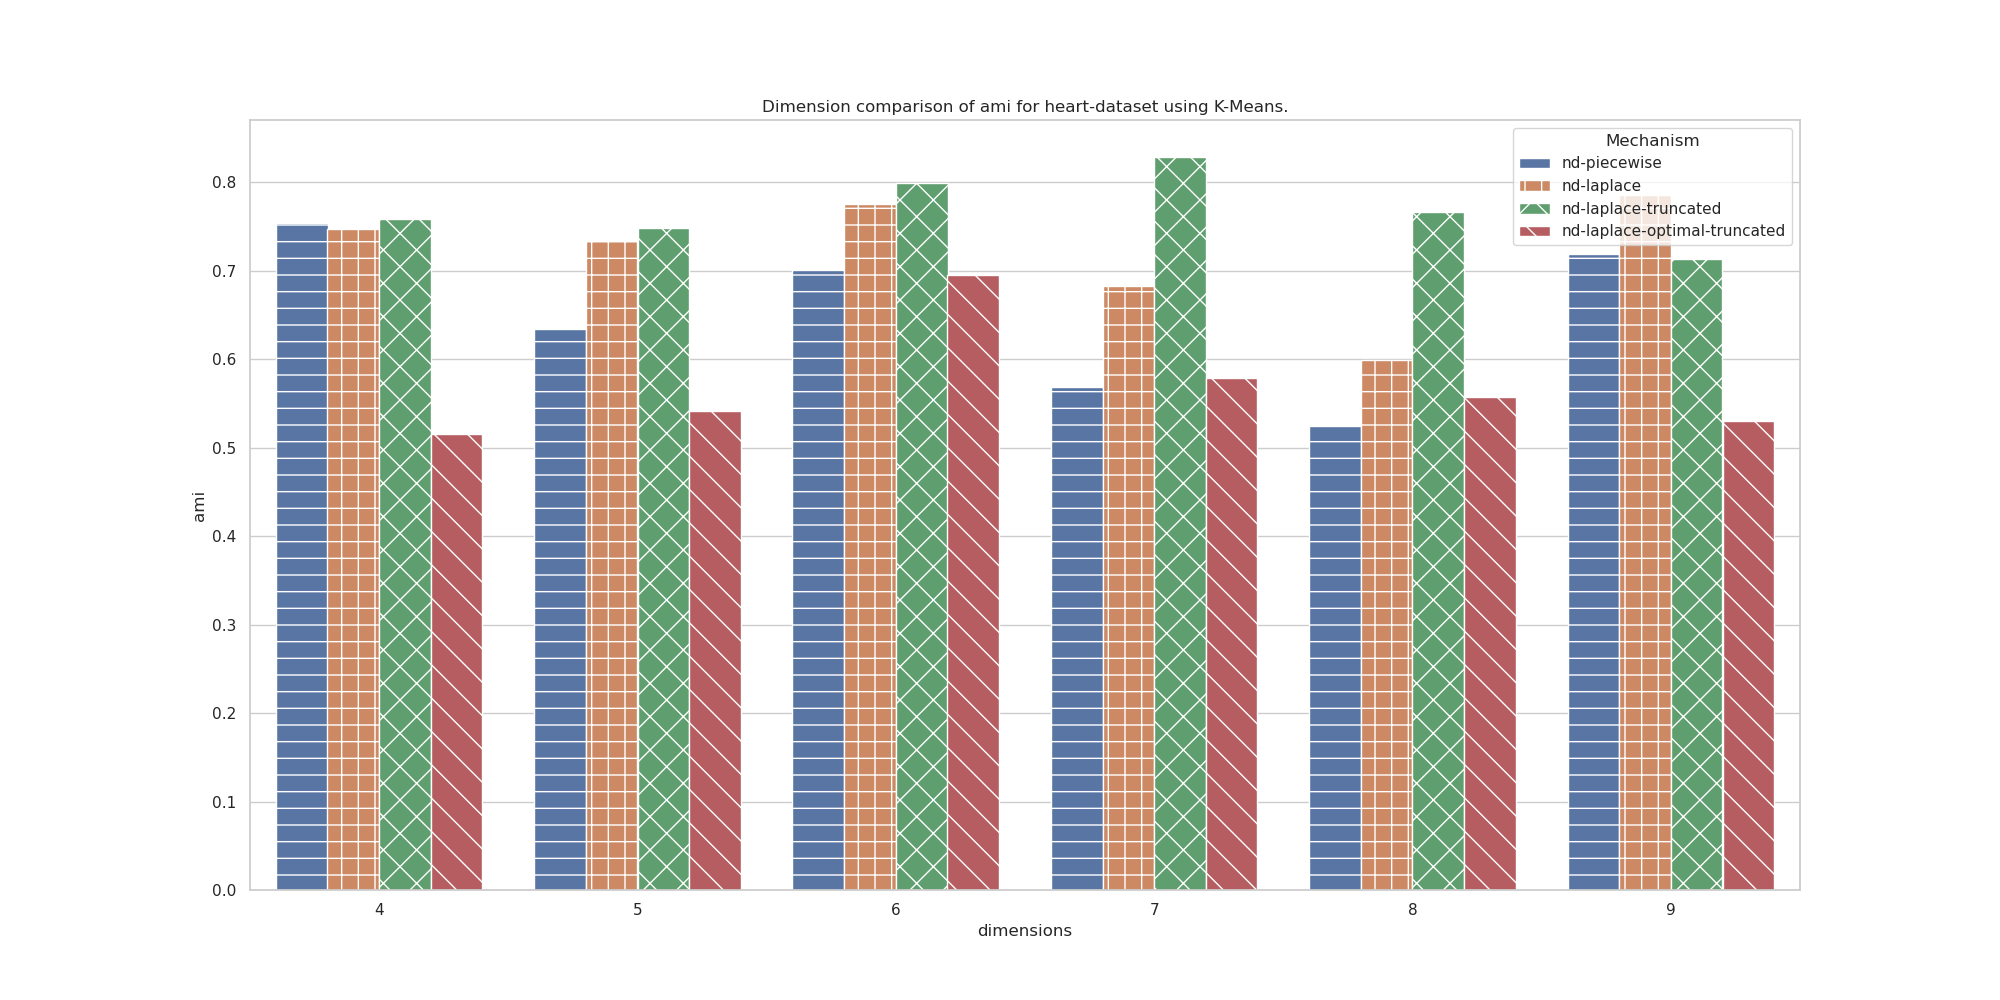 Dimension comparison of ami for heart-dataset using K-Means.
Mechanism
nd-piecewise
nd-laplace
nd-laplace-truncated
nd-laplace-optimal-truncated
ami
0.8
0.7
0.6
0.5
0.4
0.3
0.2
0.1
0.0
4 5 6 7 8 9
dimensions